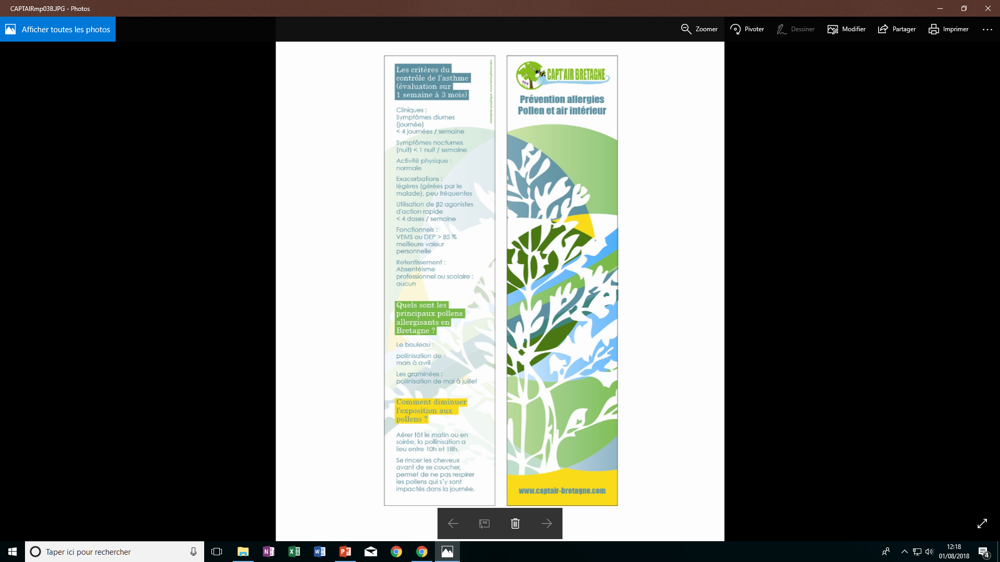 CAPTAIRmp03B.JPG - Photos
Afficher toutes les photos
Zoomer
Pivoter
Dessiner
Modifier
Partager
Imprimer
Les critères du
contrôle de l'asthme
(évaluation sur
1 semaine à 3 mois)
Cliniques :
Symptômes diurnes
(journée)
< 4 journées / semaine
Symptômes nocturnes
(nuit) < 1 nuit / semaine
Activité physique :
normale
Exacerbations :
légères (gérées par le
malade), peu fréquentes
Utilisation de β2 agonistes
d'action rapide
< 4 doses / semaine
Fonctionnels :
VEMS ou DEP > 85 %
meilleure valeur
personnelle
Retentissement :
Absentéisme
professionnel ou scolaire :
aucun
Quels sont les
principaux pollens
allergisants en
Bretagne ?
Le bouleau :
pollinisation de
mars à avril
Les graminées :
pollinisation de mai à juillet
Comment diminuer
l'exposition aux
pollens ?
Aérer tôt le matin ou en
soirée, la pollinisation a
lieu entre 10h et 18h.
Se rincer les cheveux
avant de se coucher,
permet de ne pas respirer
les pollens qui s'y sont
impactés dans la journée.
CAPT'AIR BRETAGNE
Prévention allergies
Pollen et air intérieur
www.captair-bretagne.com
Taper ici pour rechercher
12:18
01/08/2018
4